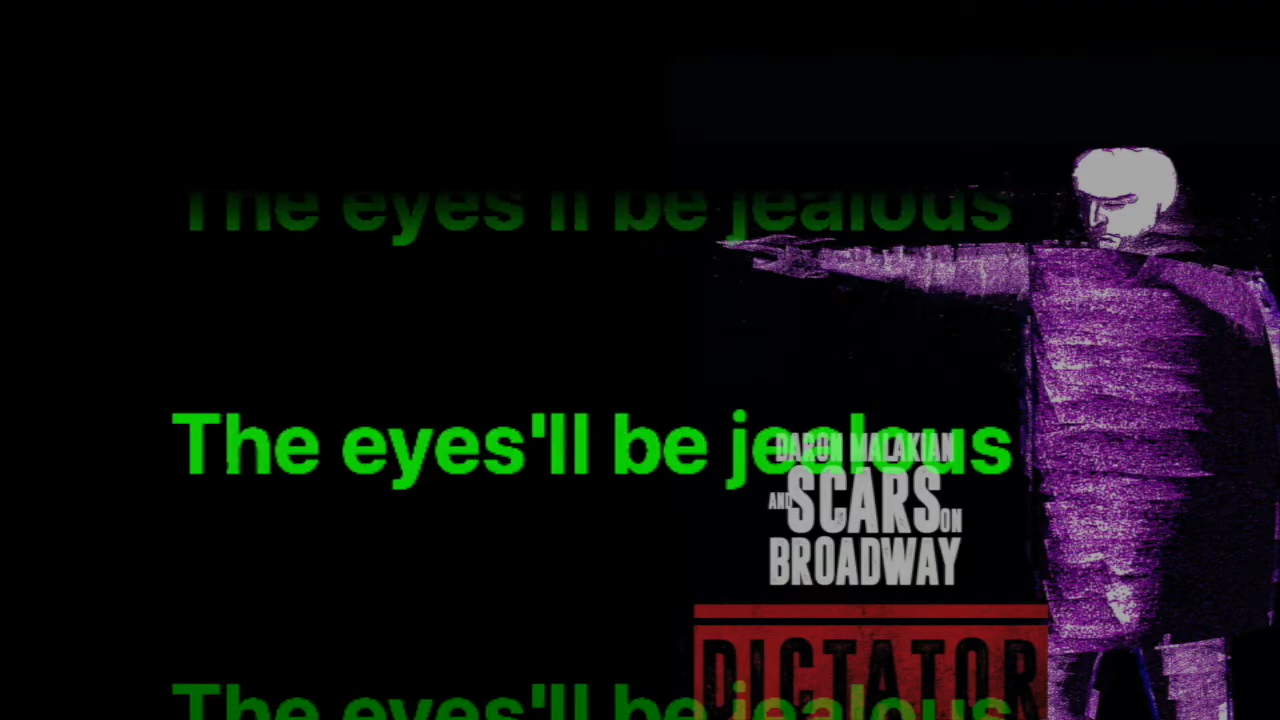 The eyes'll be jealous
The eyes'll be jealous
DARON MALAKIAN
AND SCARS ON
BROADWAY
DICTATOR
The eyes'll be jealous